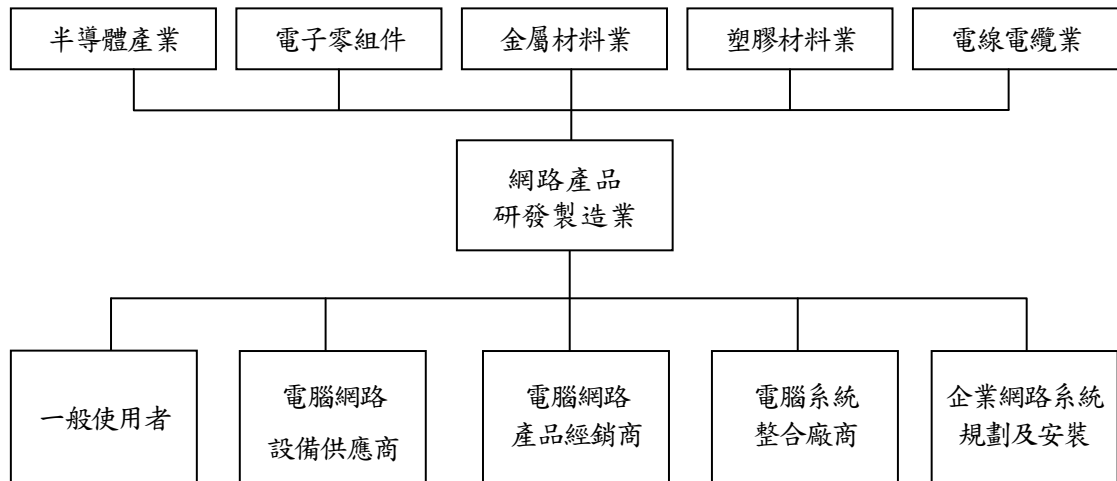 半導體產業
電子零組件
金屬材料業
塑膠材料業
電線電纜業
網路產品
研發製造業
一般使用者
電腦網路
設備供應商
電腦網路
產品經銷商
電腦系統
整合廠商
企業網路系統
規劃及安裝